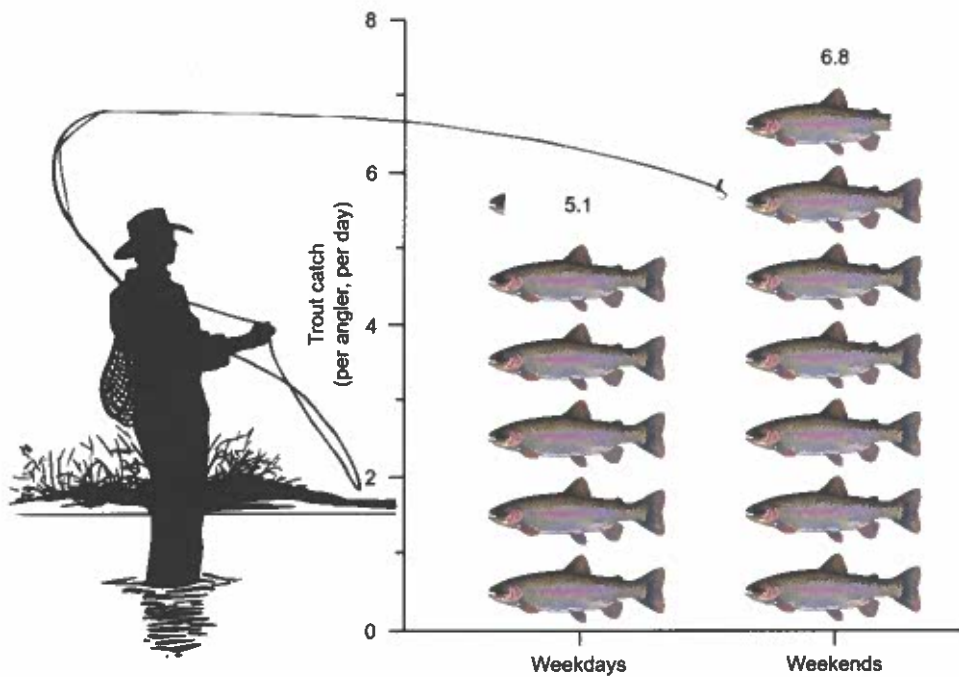 8
6
4
2
0
Trout catch
(per angler, per day)
6.8
5.1
Weekdays
Weekends